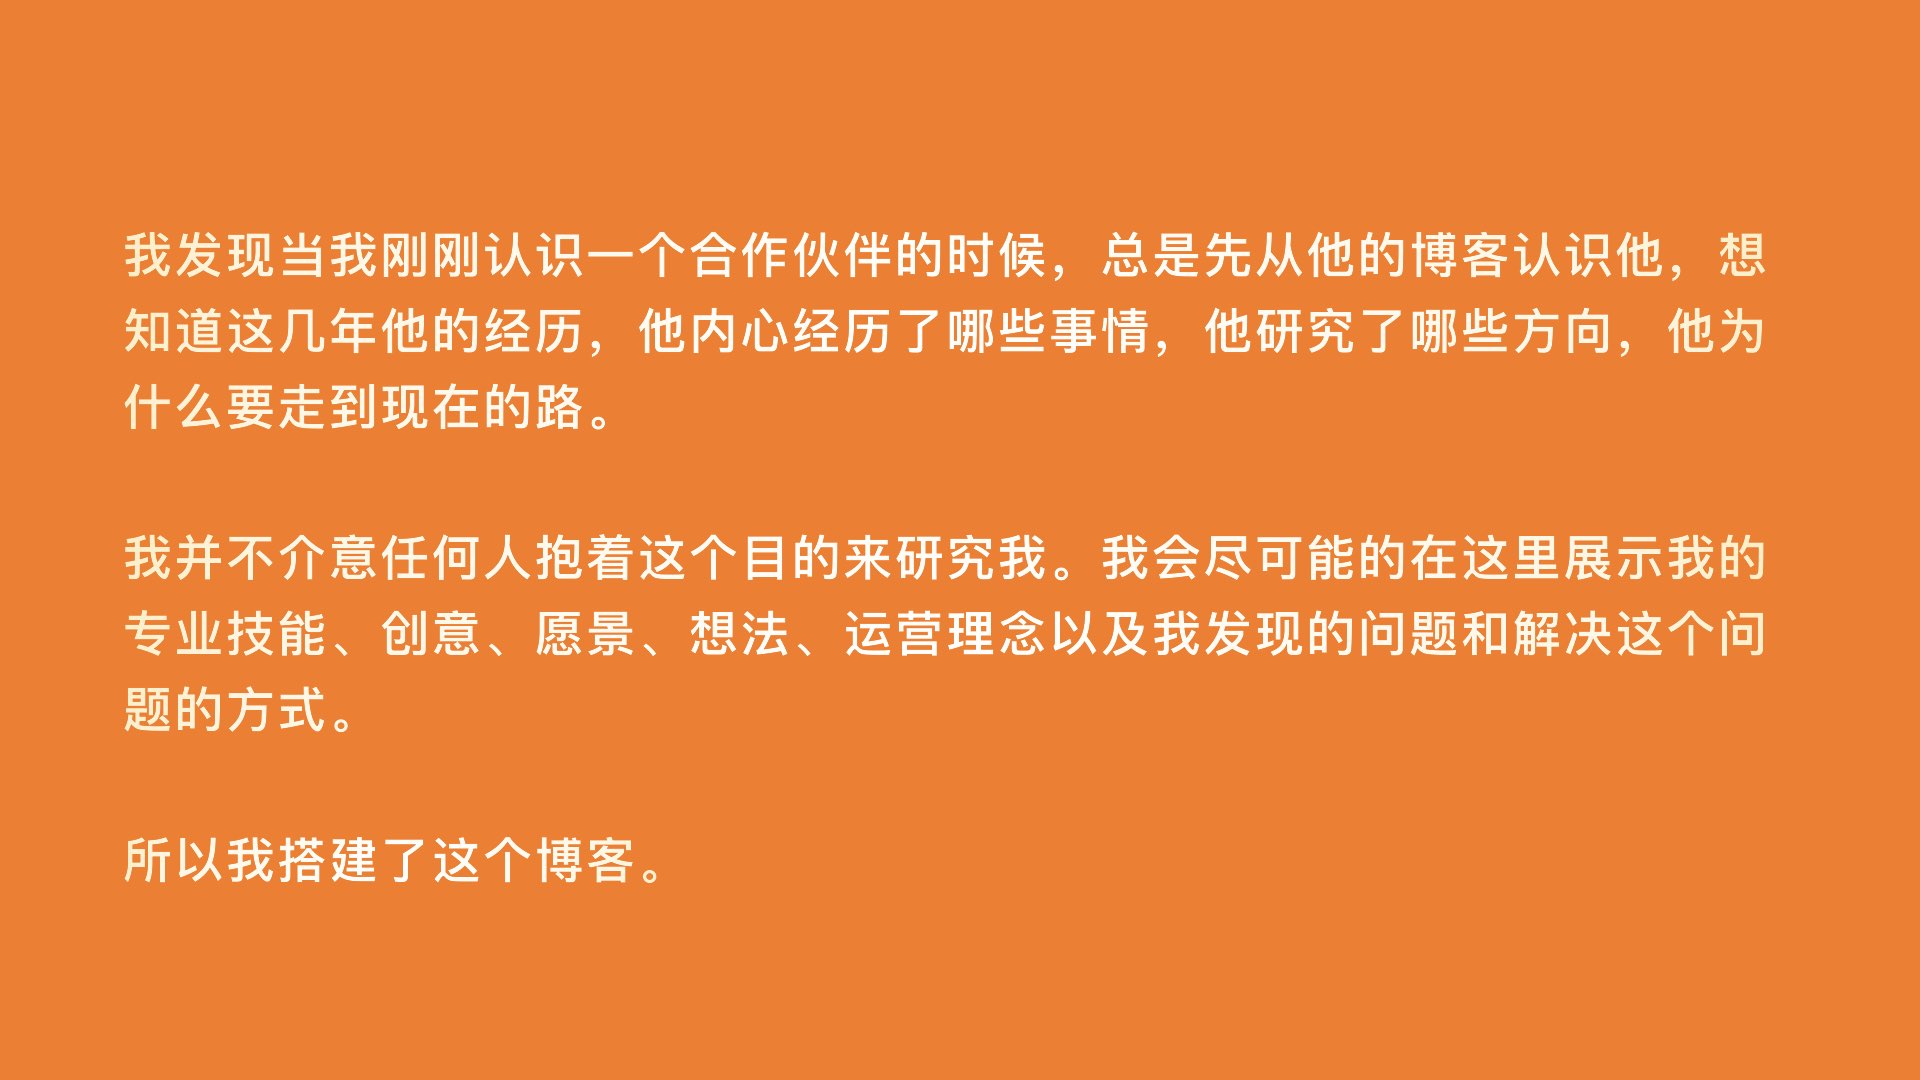 我发现当我刚刚认识一个合作伙伴的时候，总是先从他的博客认识他，想
知道这几年他的经历，他内心经历了哪些事情，他研究了哪些方向，他为
什么要走到现在的路。
我并不介意任何人抱着这个目的来研究我。我会尽可能的在这里展示我的
专业技能、创意、愿景、想法、运营理念以及我发现的问题和解决这个问
题的方式。
所以我搭建了这个博客。